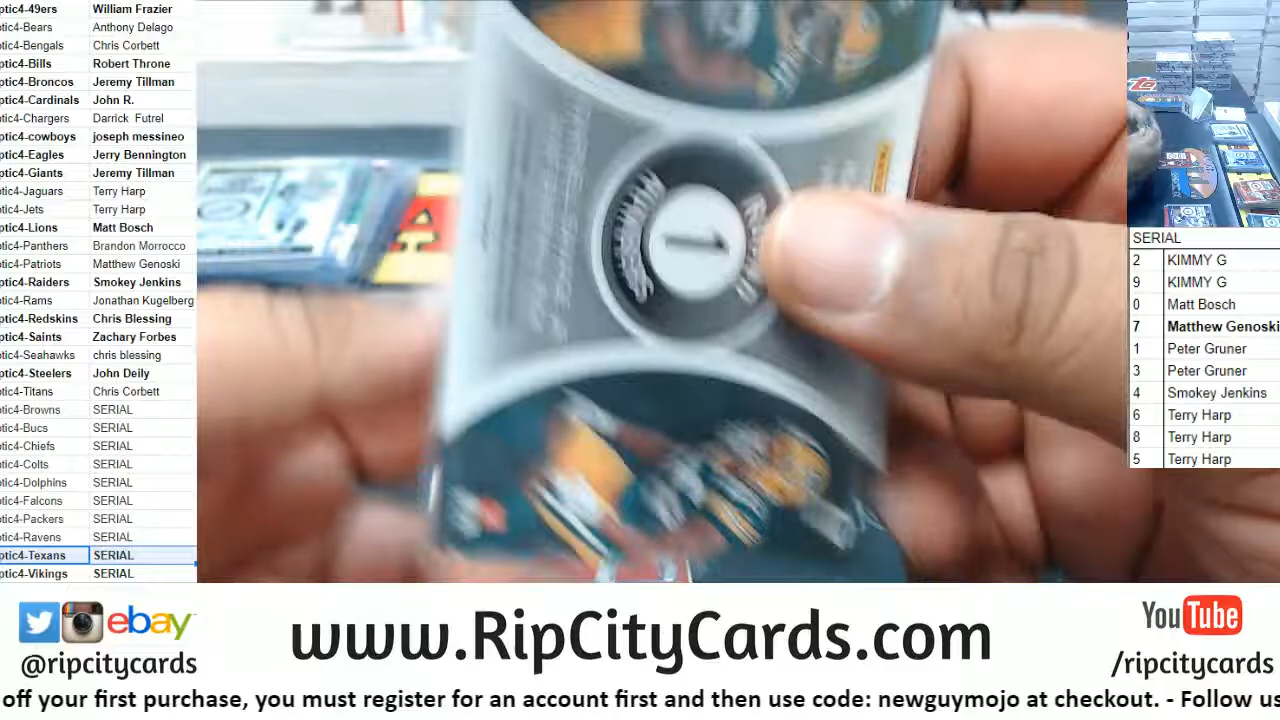 ptic4-49ers William Frazier
ptic4-Bears Anthony Delago
ptic4-Bengals Chris Corbett
ptic4-Bills Robert Throne
ptic4-Broncos Jeremy Tillman
ptic4-Cardinals John R.
ptic4-Chargers Darrick Futrel
ptic4-cowboys joseph messineo
ptic4-Eagles Jerry Bennington
ptic4-Giants Jeremy Tillman
ptic4-Jaguars Terry Harp
ptic4-Jets Terry Harp
ptic4-Lions Matt Bosch
ptic4-Panthers Brandon Morrocco
ptic4-Patriots Matthew Genoski
ptic4-Raiders Smokey Jenkins
ptic4-Rams Jonathan Kugelberg
ptic4-Redskins Chris Blessing
ptic4-Saints Zachary Forbes
ptic4-Seahawks chris blessing
ptic4-Steelers John Deily
ptic4-Titans Chris Corbett
ptic4-Browns SERIAL
ptic4-Bucs SERIAL
ptic4-Chiefs SERIAL
ptic4-Colts SERIAL
ptic4-Dolphins SERIAL
ptic4-Falcons SERIAL
ptic4-Packers SERIAL
ptic4-Ravens SERIAL
ptic4-Texans SERIAL
ptic4-Vikings SERIAL
1
SERIAL
2 KIMMY G
9 KIMMY G
0 Matt Bosch
7 Matthew Genoski
1 Peter Gruner
3 Peter Gruner
4 Smokey Jenkins
6 Terry Harp
8 Terry Harp
5 Terry Harp
ebay
@ripcitycards
www.RipCityCards.com
YouTube
/ripcitycards
off your first purchase, you must register for an account first and then use code: newguymojo at checkout. - Follow us